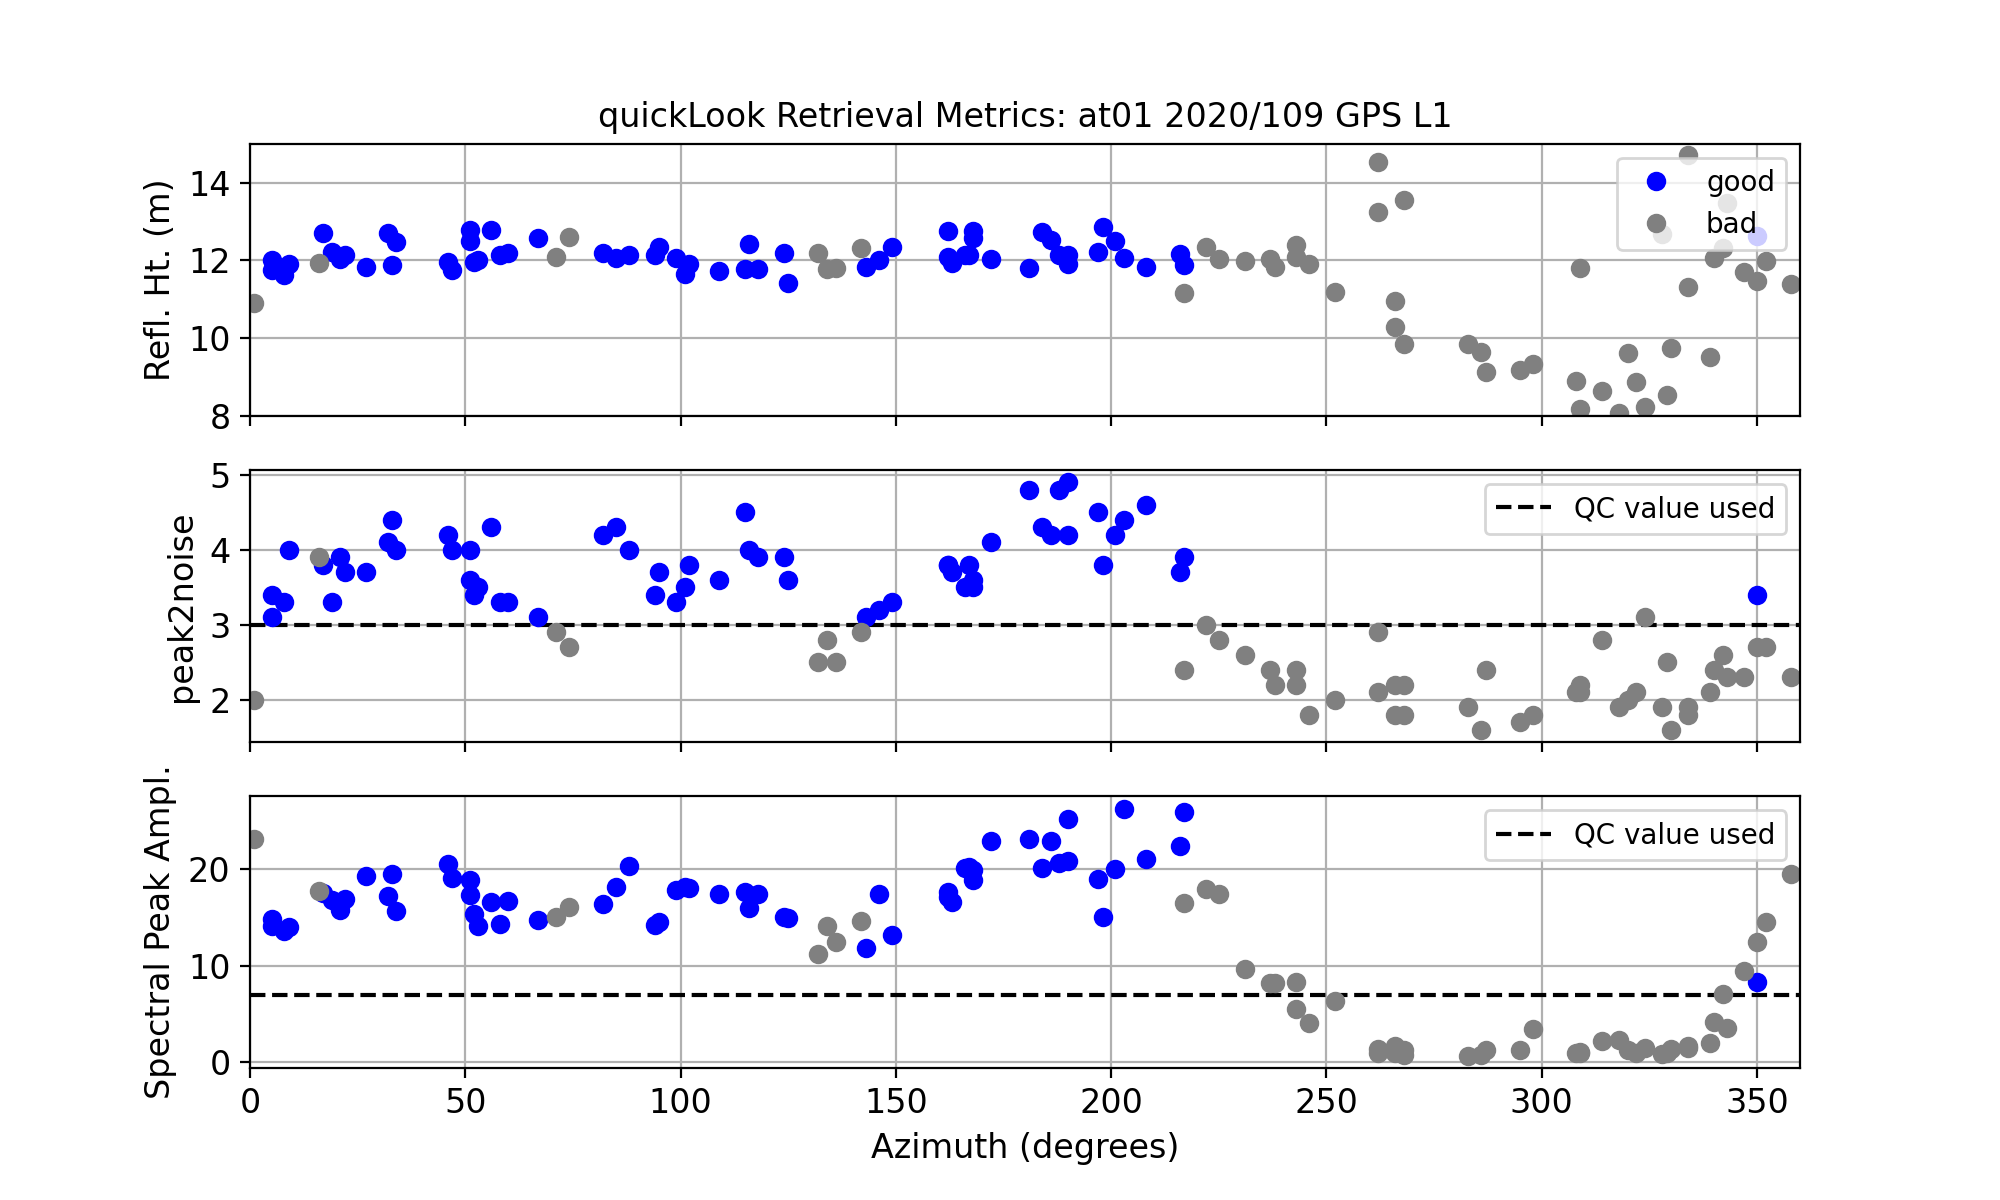 quickLook Retrieval Metrics: at01 2020/109 GPS L1
Refl. Ht. (m)
14
12
10
8
good
bad
peak2noise
5
4
3
2
QC value used
Spectral Peak Ampl.
20
10
0
QC value used
0 50 100 150 200 250 300 350
Azimuth (degrees)